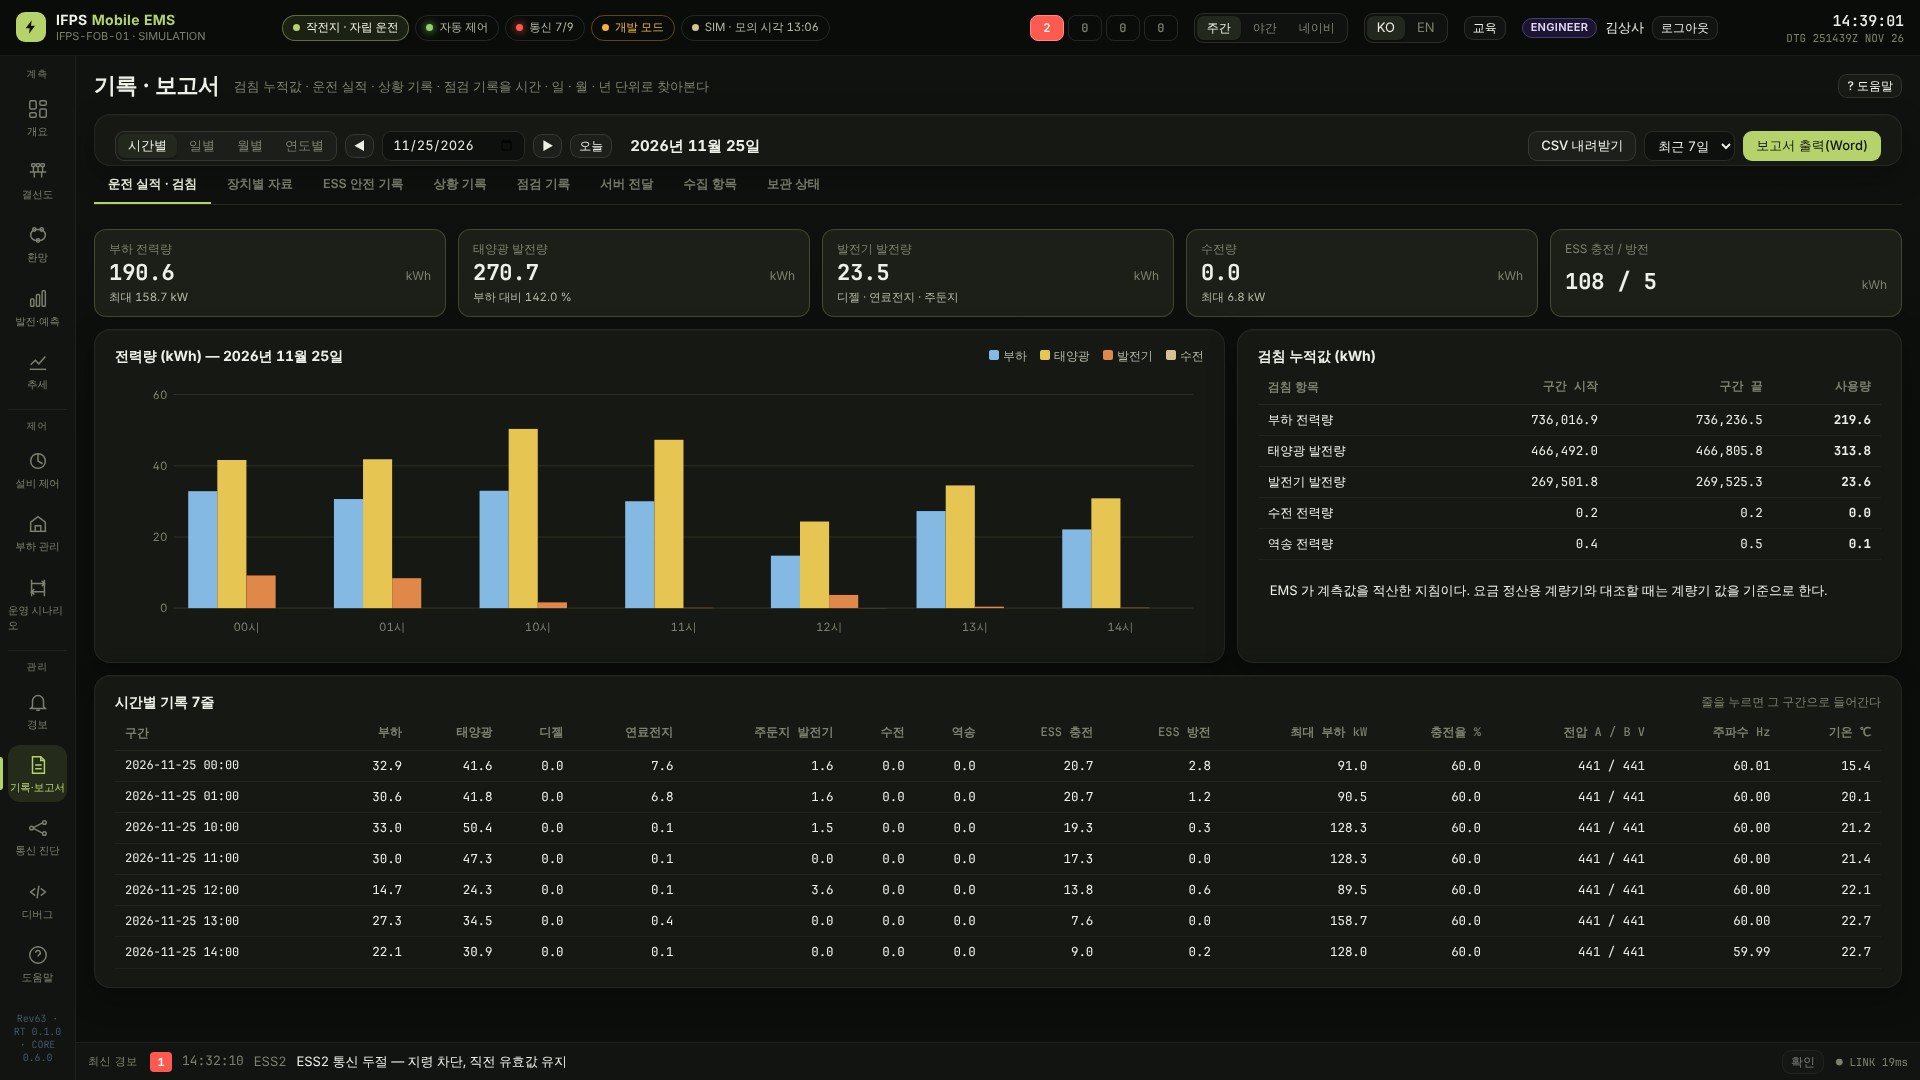 IFPS Mobile EMS
IFPS-FOB-01 · SIMULATION
작전지 · 자립 운전
자동 제어
통신 7/9
개발 모드
SIM · 모의 시각 13:06
2
0
0
0
주간
야간
네이비
KO
EN
교육
ENGINEER
김상사
로그아웃
14:39:01
DTG 251439Z NOV 26
계측
개요
결선도
환망
발전·예측
추세
제어
설비 제어
부하 관리
운영 시나리
오
관리
경보
기록·보고서
통신 진단
디버그
도움말
Rev63 ·
RT 0.1.0
· CORE
0.6.0
기록 · 보고서
검침 누적값 · 운전 실적 · 상황 기록 · 점검 기록을 시간 · 일 · 월 · 년 단위로 찾아본다
? 도움말
시간별
일별
월별
연도별
◀
11/25/2026
▶
오늘
2026년 11월 25일
CSV 내려받기
최근 7일
보고서 출력(Word)
운전 실적 · 검침
장치별 자료
ESS 안전 기록
상황 기록
점검 기록
서버 전달
수집 항목
보관 상태
부하 전력량
190.6 kWh
최대 158.7 kW
태양광 발전량
270.7 kWh
부하 대비 142.0 %
발전기 발전량
23.5 kWh
디젤 · 연료전지 · 주둔지
수전량
0.0 kWh
최대 6.8 kW
ESS 충전 / 방전
108 / 5 kWh
전력량 (kWh) — 2026년 11월 25일
부하 태양광 발전기 수전
60
40
20
0
00시 01시 10시 11시 12시 13시 14시
검침 누적값 (kWh)
검침 항목 구간 시작 구간 끝 사용량
부하 전력량 736,016.9 736,236.5 219.6
태양광 발전량 466,492.0 466,805.8 313.8
발전기 발전량 269,501.8 269,525.3 23.6
수전 전력량 0.2 0.2 0.0
역송 전력량 0.4 0.5 0.1
EMS 가 계측값을 적산한 지침이다. 요금 정산용 계량기와 대조할 때는 계량기 값을 기준으로 한다.
시간별 기록 7줄
줄을 누르면 그 구간으로 들어간다
구간 부하 태양광 디젤 연료전지 주둔지 발전기 수전 역송 ESS 충전 ESS 방전 최대 부하 kW 충전율 % 전압 A / B V 주파수 Hz 기온 ℃
2026-11-25 00:00 32.9 41.6 0.0 7.6 1.6 0.0 0.0 20.7 2.8 91.0 60.0 441 / 441 60.01 15.4
2026-11-25 01:00 30.6 41.8 0.0 6.8 1.6 0.0 0.0 20.7 1.2 90.5 60.0 441 / 441 60.00 20.1
2026-11-25 10:00 33.0 50.4 0.0 0.1 1.5 0.0 0.0 19.3 0.3 128.3 60.0 441 / 441 60.00 21.2
2026-11-25 11:00 30.0 47.3 0.0 0.1 0.0 0.0 0.0 17.3 0.0 128.3 60.0 441 / 441 60.00 21.4
2026-11-25 12:00 14.7 24.3 0.0 0.1 3.6 0.0 0.0 13.8 0.6 89.5 60.0 441 / 441 60.00 22.1
2026-11-25 13:00 27.3 34.5 0.0 0.4 0.0 0.0 0.0 7.6 0.0 158.7 60.0 441 / 441 60.00 22.7
2026-11-25 14:00 22.1 30.9 0.0 0.1 0.0 0.0 0.0 9.0 0.2 128.0 60.0 441 / 441 59.99 22.7
최신 경보 1 14:32:10 ESS2 ESS2 통신 두절 — 지령 차단, 직전 유효값 유지
확인
LINK 19ms